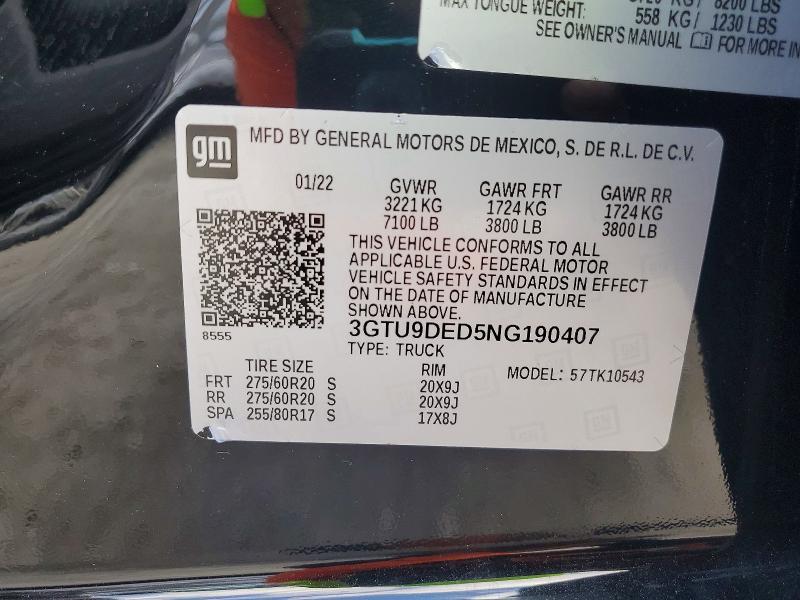 8200 LBS
MAX TONGUE WEIGHT: 558 KG / 1230 LBS
SEE OWNER'S MANUAL FOR MORE IN
gm
MFD BY GENERAL MOTORS DE MEXICO, S. DE R.L. DE C.V.
01/22 GVWR GAWR FRT GAWR RR
3221 KG 1724 KG 1724 KG
7100 LB 3800 LB 3800 LB
THIS VEHICLE CONFORMS TO ALL
APPLICABLE U.S. FEDERAL MOTOR
VEHICLE SAFETY STANDARDS IN EFFECT
ON THE DATE OF MANUFACTURE
SHOWN ABOVE.
3GTU9DED5NG190407
8555
TYPE: TRUCK
TIRE SIZE RIM MODEL: 57TK10543
FRT 275/60R20 S 20X9J
RR 275/60R20 S 20X9J
SPA 255/80R17 S 17X8J